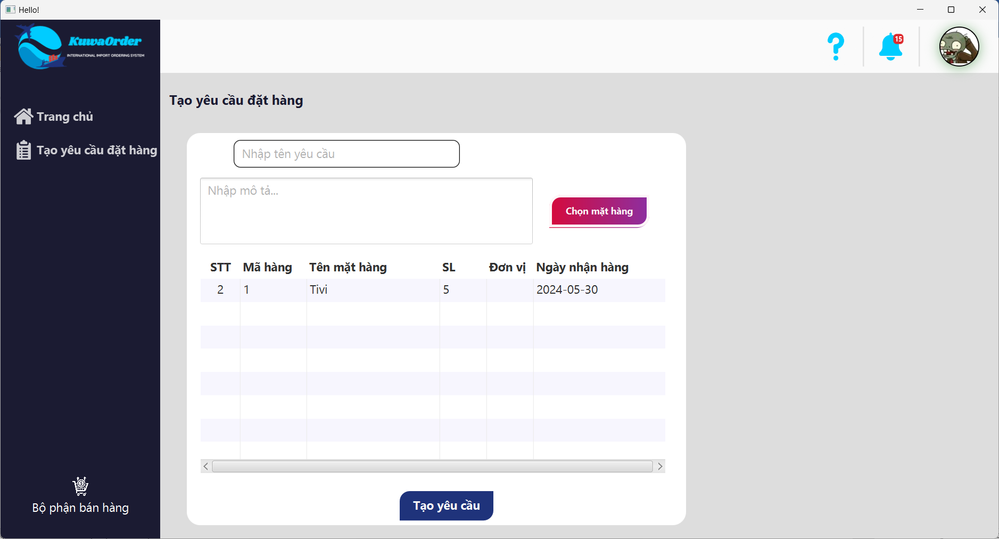 Hello!
KuwaOrder
INTERNATIONAL IMPORT ORDERING SYSTEM
15
Trang chủ
Tạo yêu cầu đặt hàng
Tạo yêu cầu đặt hàng
Nhập tên yêu cầu
Nhập mô tả...
Chọn mặt hàng
STT Mã hàng Tên mặt hàng SL Đơn vị Ngày nhận hàng
2 1 Tivi 5 2024-05-30
Tạo yêu cầu
Bộ phận bán hàng